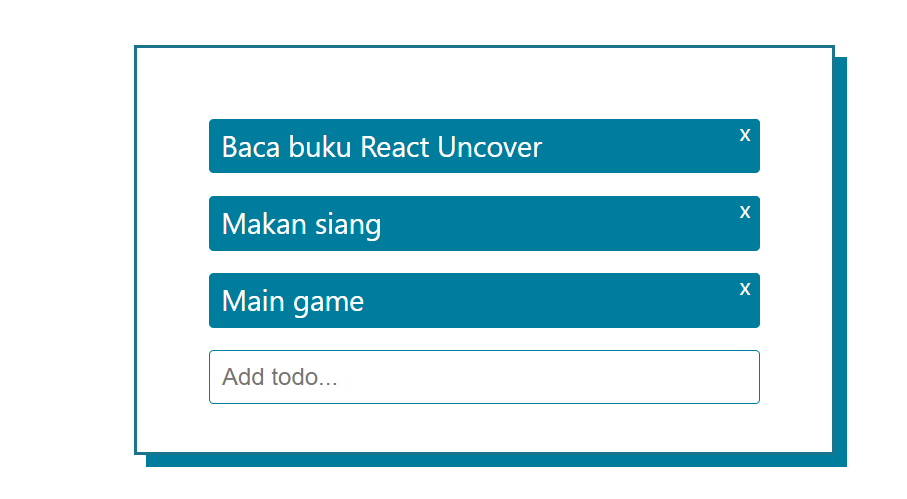 Baca buku React Uncover
x
Makan siang
x
Main game
x
Add todo...